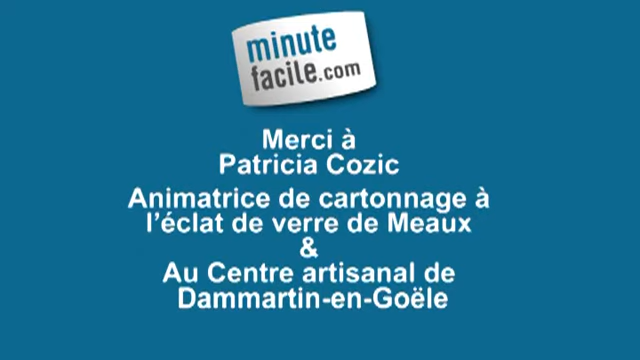 minute
facile.com
Merci à
Patricia Cozic
Animatrice de cartonnage à
l'éclat de verre de Meaux
&
Au Centre artisanal de
Dammartin-en-Goële